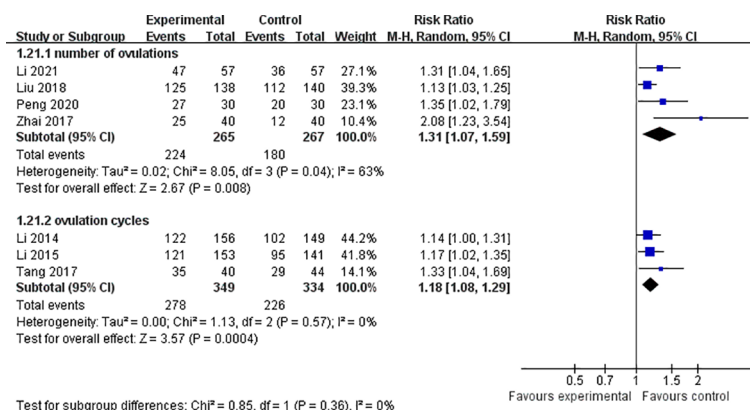 Experimental Control Risk Ratio Risk Ratio
Study or Subgroup Events Total Events Total Weight M-H, Random, 95% CI M-H, Random, 95% CI
1.21.1 number of ovulations
Li 2021 47 57 36 57 27.1% 1.31 [1.04, 1.65]
Liu 2018 125 138 112 140 39.3% 1.13 [1.03, 1.25]
Peng 2020 27 30 20 30 23.1% 1.35 [1.02, 1.79]
Zhai 2017 25 40 12 40 10.4% 2.08 [1.23, 3.54]
Subtotal (95% CI) 265 267 100.0% 1.31 [1.07, 1.59]
Total events 224 180
Heterogeneity: Tau² = 0.02; Chi² = 8.05, df = 3 (P = 0.04); I² = 63%
Test for overall effect: Z = 2.67 (P = 0.008)
1.21.2 ovulation cycles
Li 2014 122 156 102 149 44.2% 1.14 [1.00, 1.31]
Li 2015 121 153 95 141 41.8% 1.17 [1.02, 1.35]
Tang 2017 35 40 29 44 14.1% 1.33 [1.04, 1.69]
Subtotal (95% CI) 349 334 100.0% 1.18 [1.08, 1.29]
Total events 278 226
Heterogeneity: Tau² = 0.00; Chi² = 1.13, df = 2 (P = 0.57); I² = 0%
Test for overall effect: Z = 3.57 (P = 0.0004)
0.5 0.7 1 1.5 2
Favours experimental Favours control
Test for subgroup differences: Chi² = 0.85, df = 1 (P = 0.36), I² = 0%